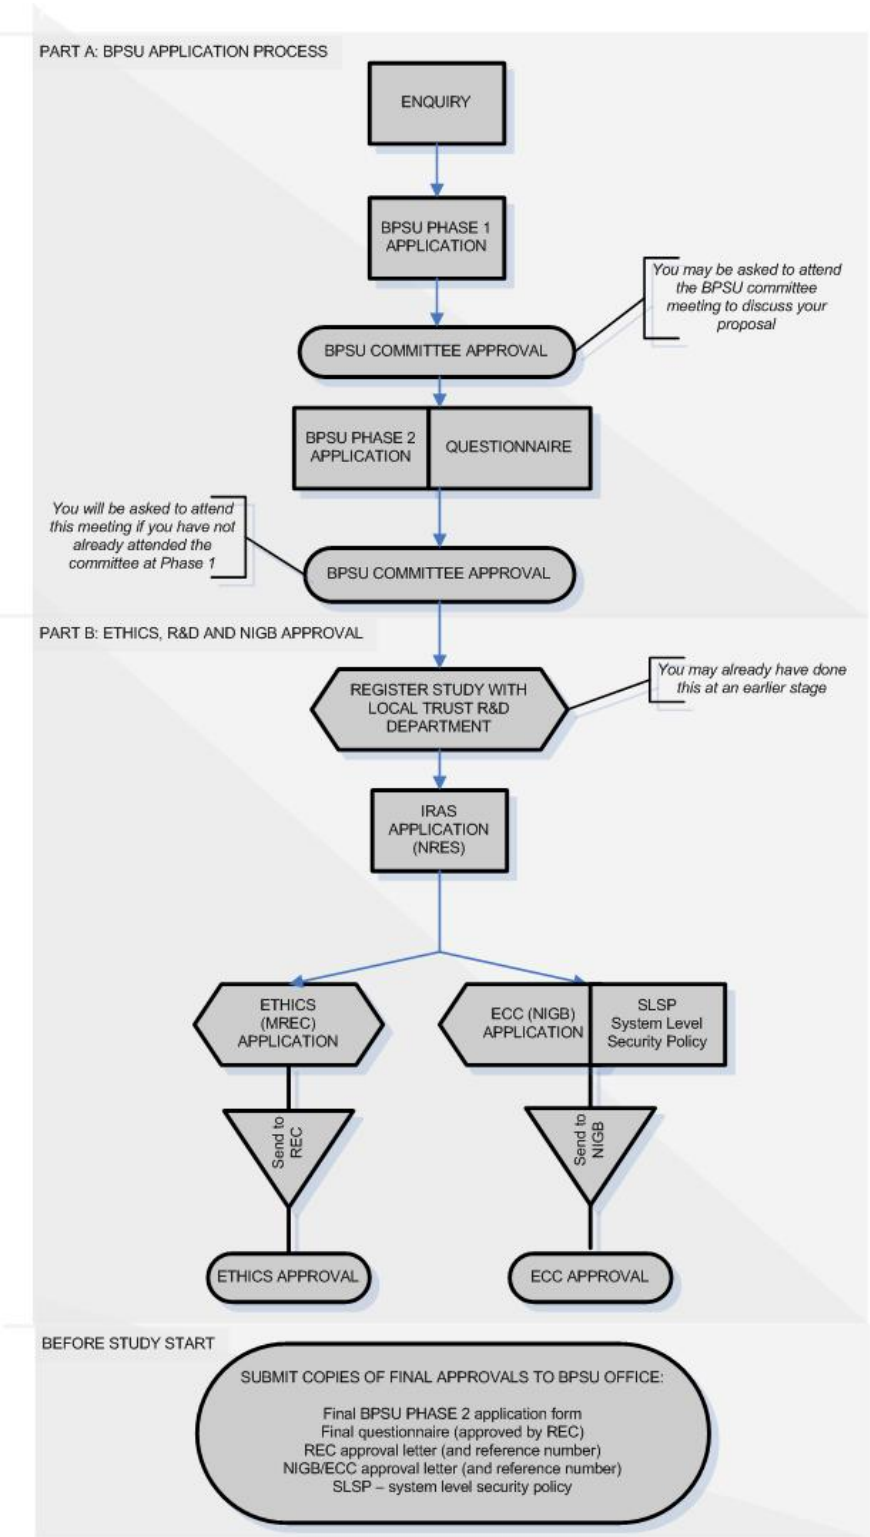 PART A: BPSU APPLICATION PROCESS
ENQUIRY
BPSU PHASE 1
APPLICATION
You may be asked to attend
the BPSU committee
meeting to discuss your
proposal
BPSU COMMITTEE APPROVAL
BPSU PHASE 2
APPLICATION
QUESTIONNAIRE
You will be asked to attend
this meeting if you have not
already attended the
committee at Phase 1
BPSU COMMITTEE APPROVAL
PART B: ETHICS, R&D AND NIGB APPROVAL
REGISTER STUDY WITH
LOCAL TRUST R&D
DEPARTMENT
You may already have done
this at an earlier stage
IRAS
APPLICATION
(NRES)
ETHICS
(MREC)
APPLICATION
ECC (NIGB)
APPLICATION
SLSP
System Level
Security Policy
Send to
REC
Send to
NIGB
ETHICS APPROVAL
ECC APPROVAL
BEFORE STUDY START
SUBMIT COPIES OF FINAL APPROVALS TO BPSU OFFICE:
Final BPSU PHASE 2 application form
Final questionnaire (approved by REC)
REC approval letter (and reference number)
NIGB/ECC approval letter (and reference number)
SLSP – system level security policy